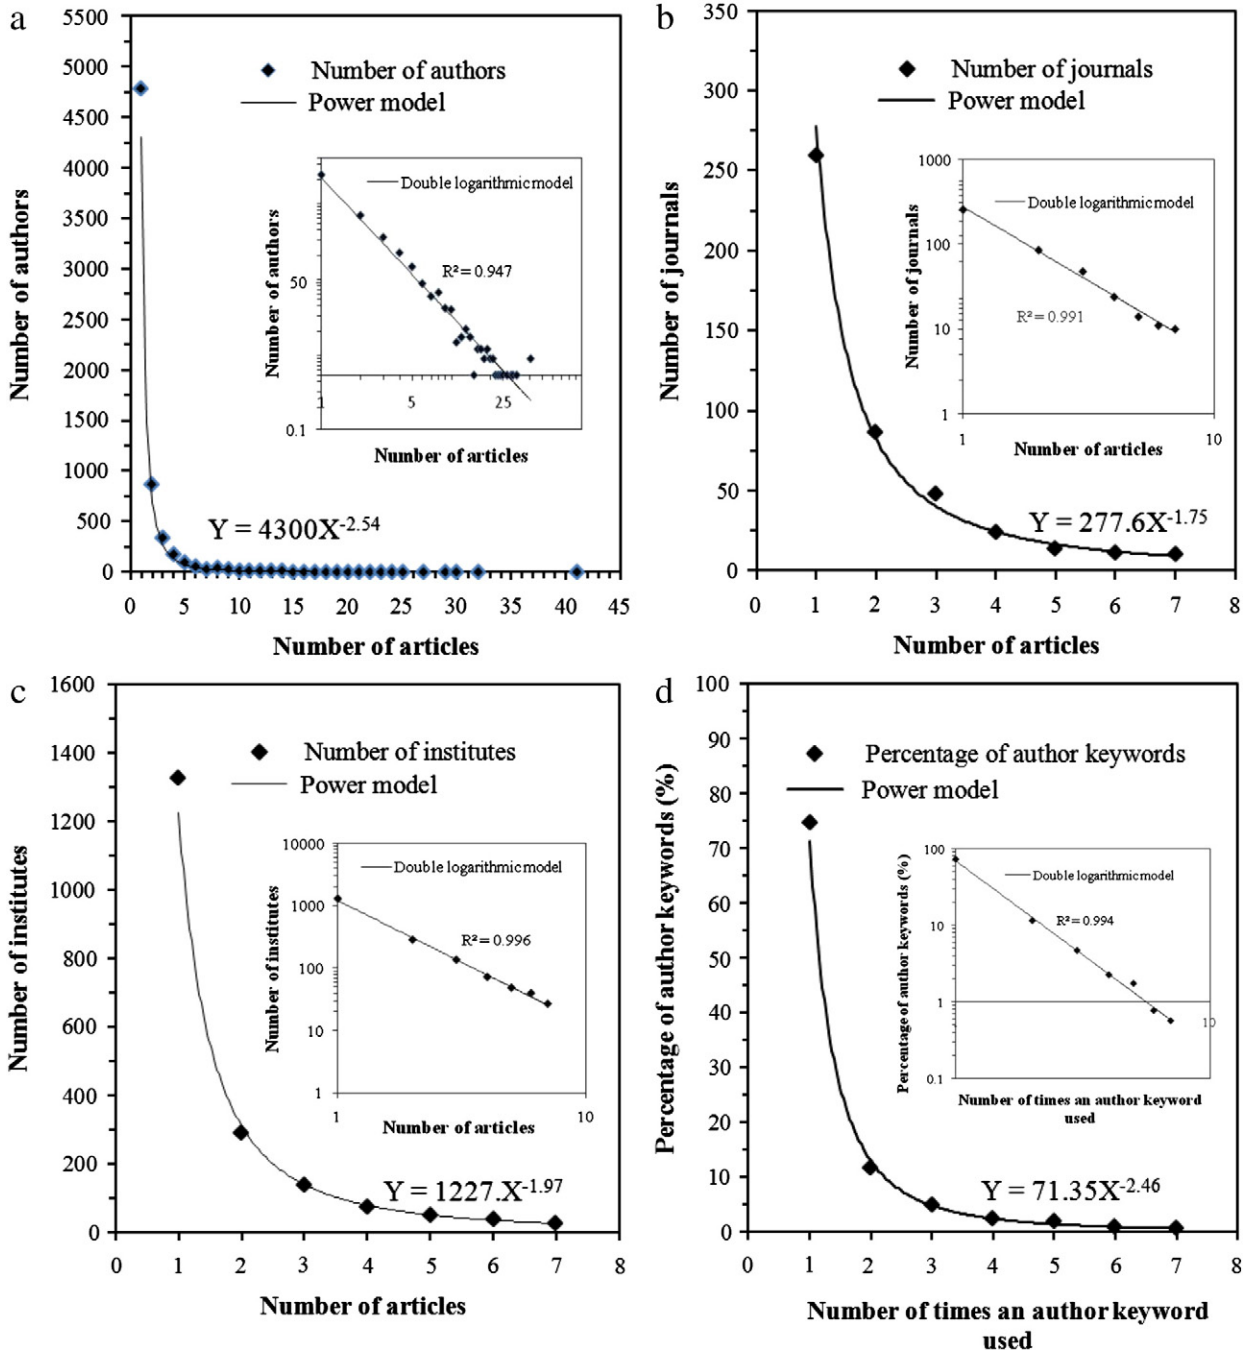 a
5500
5000
4500
4000
3500
3000
2500
2000
1500
1000
500
0
Number of authors
Number of authors
Power model
Double logarithmic model
R² = 0.947
Number of authors
50
0.1
1 5 25
Number of articles
Y = 4300X-2.54
0 5 10 15 20 25 30 35 40 45
Number of articles
b
350
300
250
200
150
100
50
0
Number of journals
Number of journals
Power model
Double logarithmic model
R² = 0.991
Number of journals
1000
100
10
1
1 10
Number of articles
Y = 277.6X-1.75
0 1 2 3 4 5 6 7 8
Number of articles
c
1600
1400
1200
1000
800
600
400
200
0
Number of institutes
Number of institutes
Power model
Double logarithmic model
R² = 0.996
Number of institutes
10000
1000
100
10
1
1 10
Number of articles
Y = 1227.X-1.97
0 1 2 3 4 5 6 7 8
Number of articles
d
100
90
80
70
60
50
40
30
20
10
0
Percentage of author keywords (%)
Percentage of author keywords
Power model
Double logarithmic model
R² = 0.994
Percentage of author keywords (%)
100
10
1
0.1
10
Number of times an author keyword
used
Y = 71.35X-2.46
0 1 2 3 4 5 6 7 8
Number of times an author keyword
used